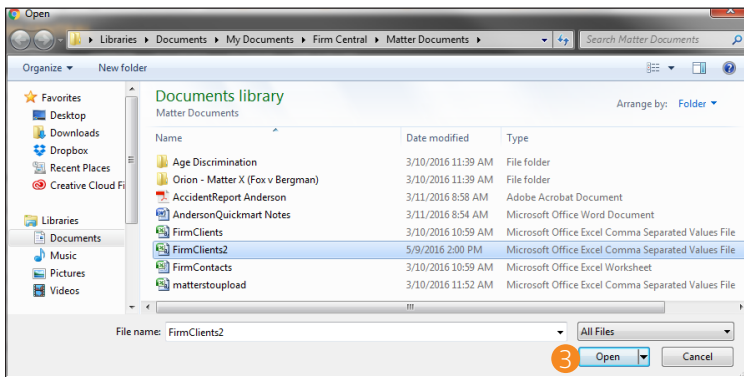 Open
Libraries Documents My Documents Firm Central Matter Documents Search Matter Documents
Organize New folder
Favorites
Desktop
Downloads
Dropbox
Recent Places
Creative Cloud Fi
Libraries
Documents
Music
Pictures
Videos
Documents library
Matter Documents
Arrange by: Folder
Name Date modified Type
Age Discrimination 3/10/2016 11:39 AM File folder
Orion - Matter X (Fox v Bergman) 3/10/2016 11:39 AM File folder
AccidentReport Anderson 3/11/2016 8:58 AM Adobe Acrobat Document
AndersonQuickmart Notes 3/11/2016 8:54 AM Microsoft Office Word Document
FirmClients 3/10/2016 10:59 AM Microsoft Office Excel Comma Separated Values File
FirmClients2 5/9/2016 2:00 PM Microsoft Office Excel Comma Separated Values File
FirmContacts 3/10/2016 10:59 AM Microsoft Office Excel Worksheet
matterstoupload 3/10/2016 11:52 AM Microsoft Office Excel Comma Separated Values File
File name: FirmClients2 All Files
3 Open Cancel